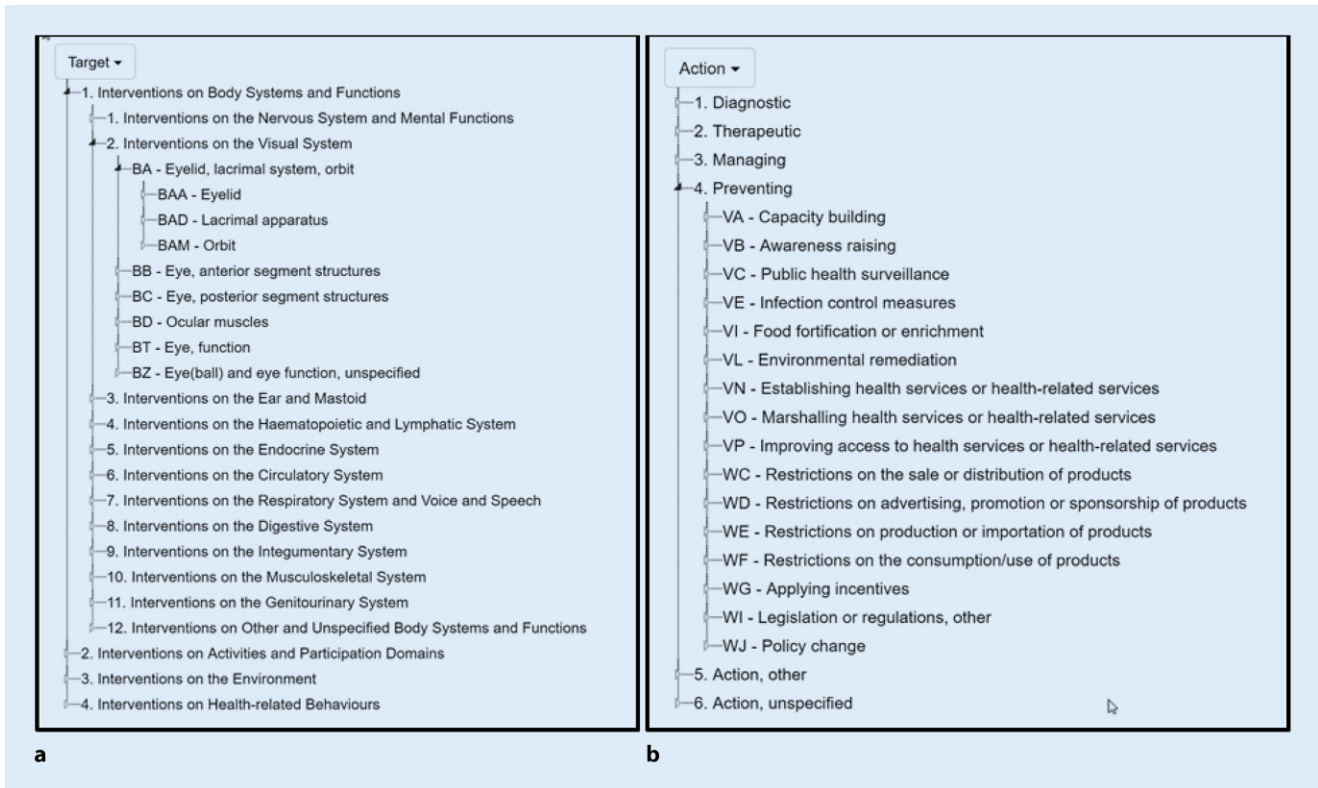 Target
1. Interventions on Body Systems and Functions
1. Interventions on the Nervous System and Mental Functions
2. Interventions on the Visual System
BA - Eyelid, lacrimal system, orbit
BAA - Eyelid
BAD - Lacrimal apparatus
BAM - Orbit
BB - Eye, anterior segment structures
BC - Eye, posterior segment structures
BD - Ocular muscles
BT - Eye, function
BZ - Eye(ball) and eye function, unspecified
3. Interventions on the Ear and Mastoid
4. Interventions on the Haematopoietic and Lymphatic System
5. Interventions on the Endocrine System
6. Interventions on the Circulatory System
7. Interventions on the Respiratory System and Voice and Speech
8. Interventions on the Digestive System
9. Interventions on the Integumentary System
10. Interventions on the Musculoskeletal System
11. Interventions on the Genitourinary System
12. Interventions on Other and Unspecified Body Systems and Functions
2. Interventions on Activities and Participation Domains
3. Interventions on the Environment
4. Interventions on Health-related Behaviours
a
Action
1. Diagnostic
2. Therapeutic
3. Managing
4. Preventing
VA - Capacity building
VB - Awareness raising
VC - Public health surveillance
VE - Infection control measures
VI - Food fortification or enrichment
VL - Environmental remediation
VN - Establishing health services or health-related services
VO - Marshalling health services or health-related services
VP - Improving access to health services or health-related services
WC - Restrictions on the sale or distribution of products
WD - Restrictions on advertising, promotion or sponsorship of products
WE - Restrictions on production or importation of products
WF - Restrictions on the consumption/use of products
WG - Applying incentives
WI - Legislation or regulations, other
WJ - Policy change
5. Action, other
6. Action, unspecified
b